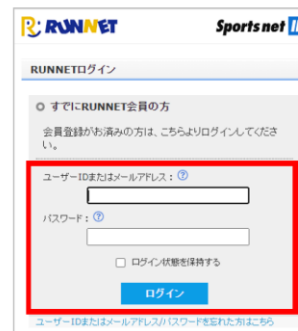 RUNNET Sports net
RUNNETログイン
すでにRUNNET会員の方
会員登録がお済みの方は、こちらよりログインしてくださ
い。
ユーザーIDまたはメールアドレス：
パスワード：
ログイン状態を保持する
ログイン
ユーザーIDまたはメールアドレス/パスワードを忘れた方はこちら